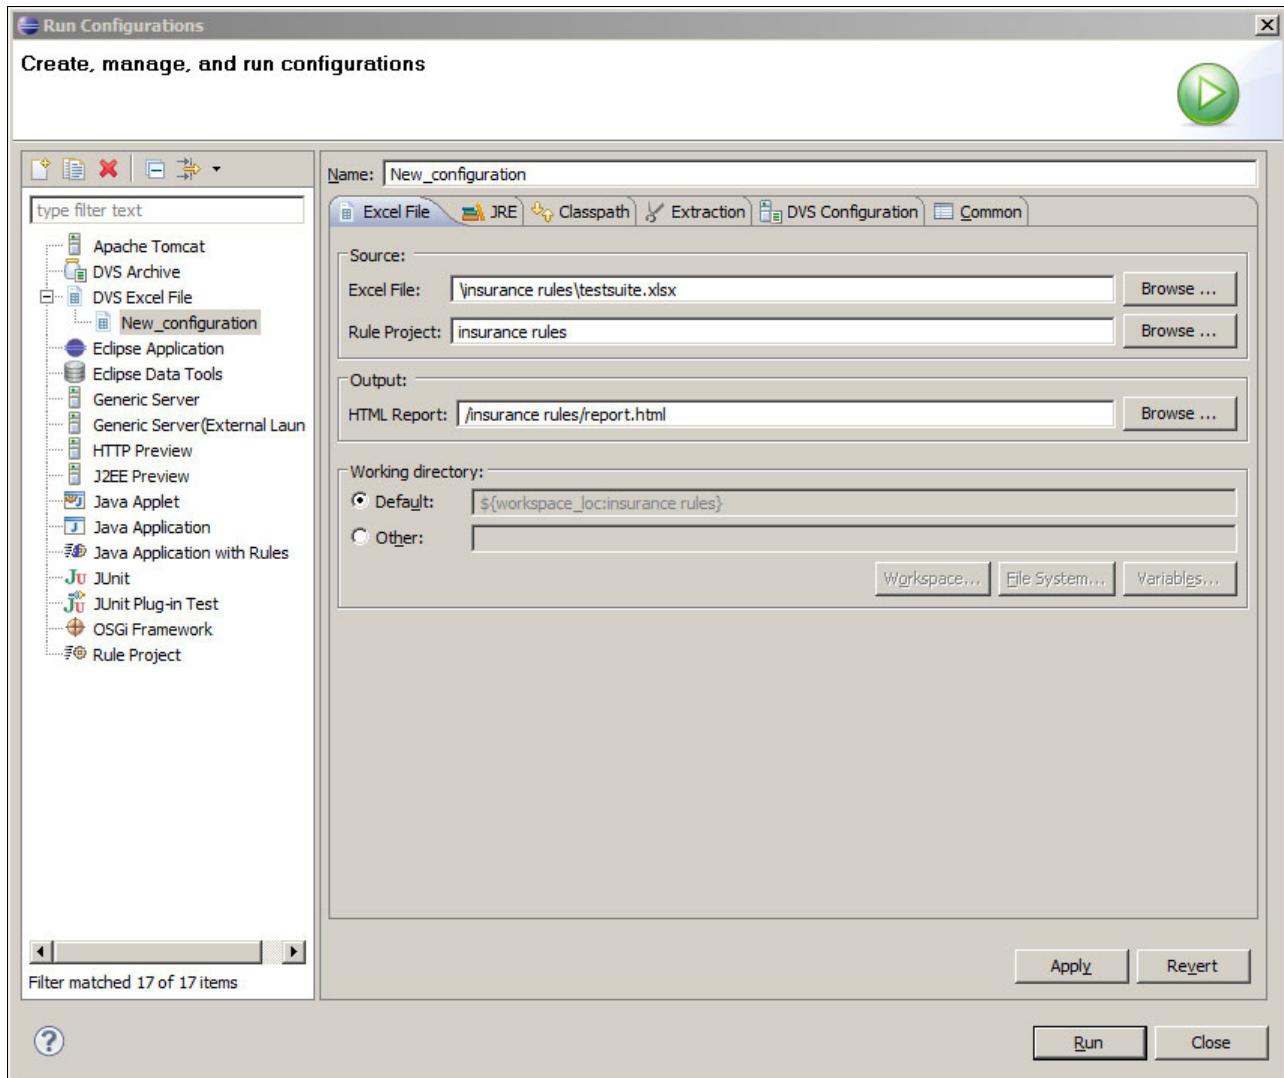 Run Configurations
Create, manage, and run configurations
type filter text
Apache Tomcat
DVS Archive
DVS Excel File
New_configuration
Eclipse Application
Eclipse Data Tools
Generic Server
Generic Server(External Laun
HTTP Preview
J2EE Preview
Java Applet
Java Application
Java Application with Rules
JUnit
JUnit Plug-in Test
OSGi Framework
Rule Project
Filter matched 17 of 17 items
Name: New_configuration
Excel File JRE Classpath Extraction DVS Configuration Common
Source:
Excel File: \insurance rules\testsuite.xlsx Browse ...
Rule Project: insurance rules Browse ...
Output:
HTML Report: /insurance rules/report.html Browse ...
Working directory:
Default: ${workspace_loc:insurance rules}
Other:
Workspace... File System... Variables...
Apply Revert
Run Close